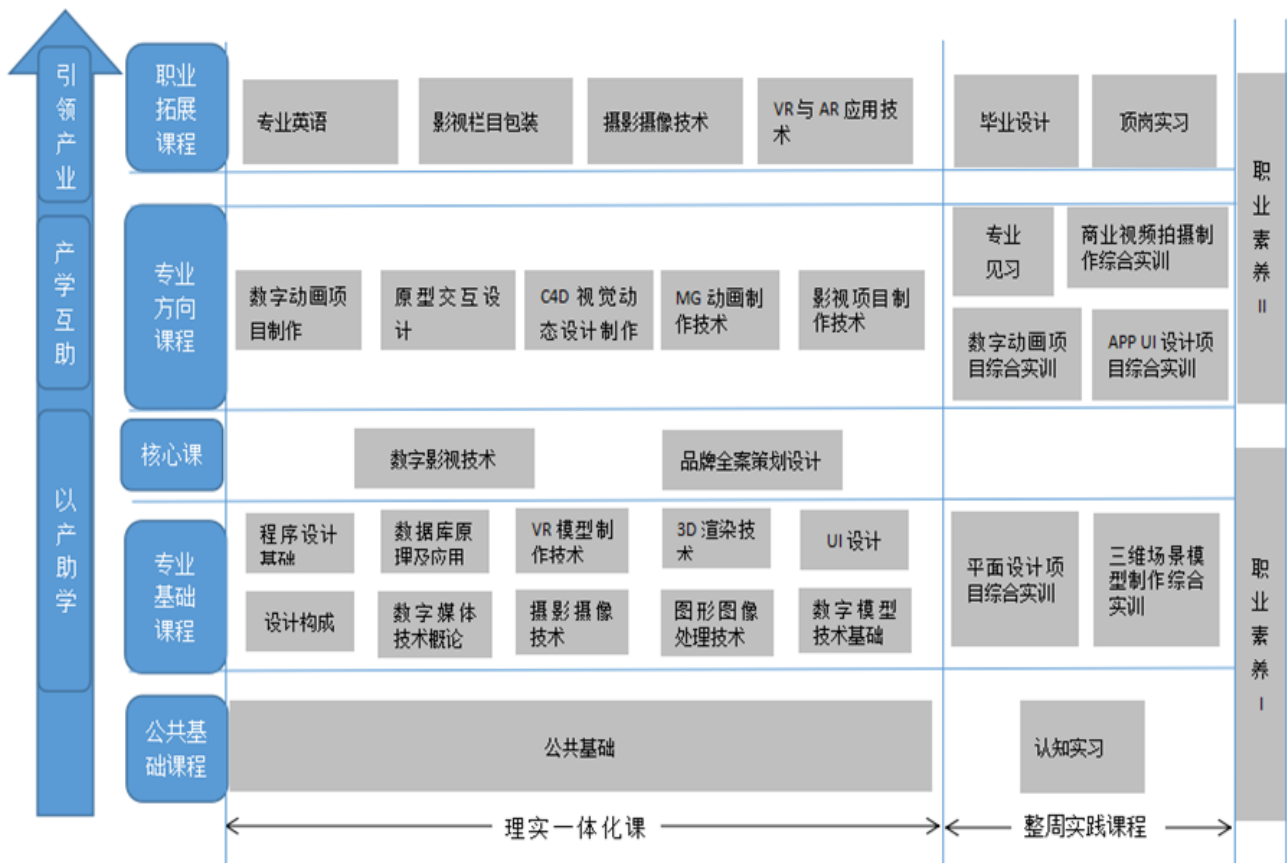 引领产业
产学互助
以产助学
职业
拓展
课程
专业英语
影视栏目包装
摄影摄像技术
VR与AR应用技
术
毕业设计
顶岗实习
专业
方向
课程
数字动画项
目制作
原型交互设
计
C4D 视觉动
态设计制作
MG 动画制
作技术
影视项目制
作技术
专业
见习
商业视频拍摄制
作综合实训
数字动画项
目综合实训
APP UI 设计项
目综合实训
职业素养 II
核心课
数字影视技术
品牌全案策划设计
专业
基础
课程
程序设计
基础
数据库原
理及应用
VR 模型制
作技术
3D 渲染技
术
UI 设计
设计构成
数字媒体
技术概论
摄影摄像
技术
图形图像
处理技术
数字模型
技术基础
平面设计项
目综合实训
三维场景模
型制作综合
实训
职业素养 I
公共基
础课程
公共基础
认知实习
理实一体化课
整周实践课程